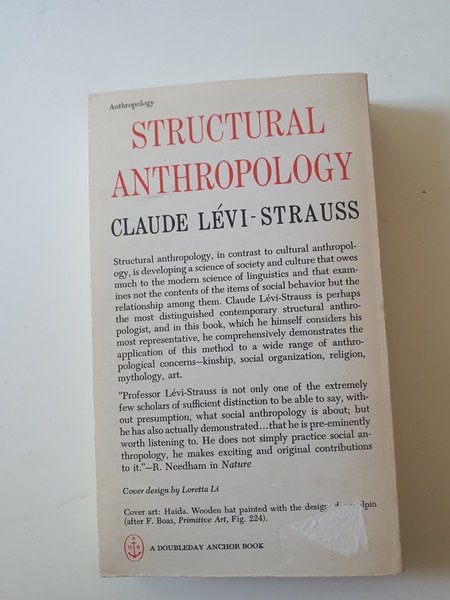 Anthropology
STRUCTURAL
ANTHROPOLOGY
CLAUDE LÉVI-STRAUSS
Structural anthropology, in contrast to cultural anthropol-
ogy, is developing a science of society and culture that owes
much to the modern science of linguistics and that exam-
ines not the contents of the items of social behavior but the
relationship among them. Claude Lévi-Strauss is perhaps
the most distinguished contemporary structural anthro-
pologist, and in this book, which he himself considers his
most representative, he comprehensively demonstrates the
application of this method to a wide range of anthro-
pological concerns—kinship, social organization, religion,
mythology, art.
"Professor Lévi-Strauss is not only one of the extremely
few scholars of sufficient distinction to be able to say, with-
out presumption, what social anthropology is about; but
he has also actually demonstrated...that he is pre-eminently
worth listening to. He does not simply practice social an-
thropology, he makes exciting and original contributions
to it."—R. Needham in Nature
Cover design by Loretta Li
Cover art: Haida. Wooden hat painted with the design
(after F. Boas, Primitive Art, Fig. 224).
A DOUBLEDAY ANCHOR BOOK